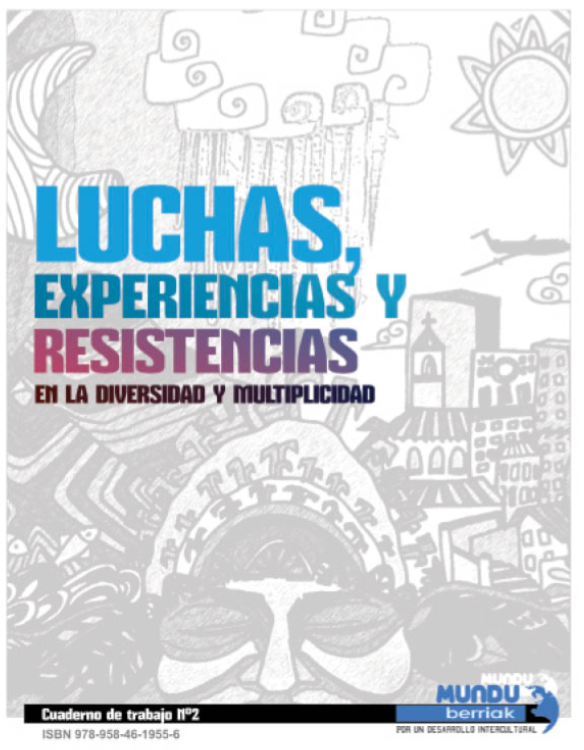 LUCHAS,
EXPERIENCIAS Y
RESISTENCIAS
EN LA DIVERSIDAD Y MULTIPLICIDAD
MUNDU
MUNDU
berriak
POR UN DESARROLLO INTERCULTURAL
Cuaderno de trabajo Nº2
ISBN 978-958-46-1955-6